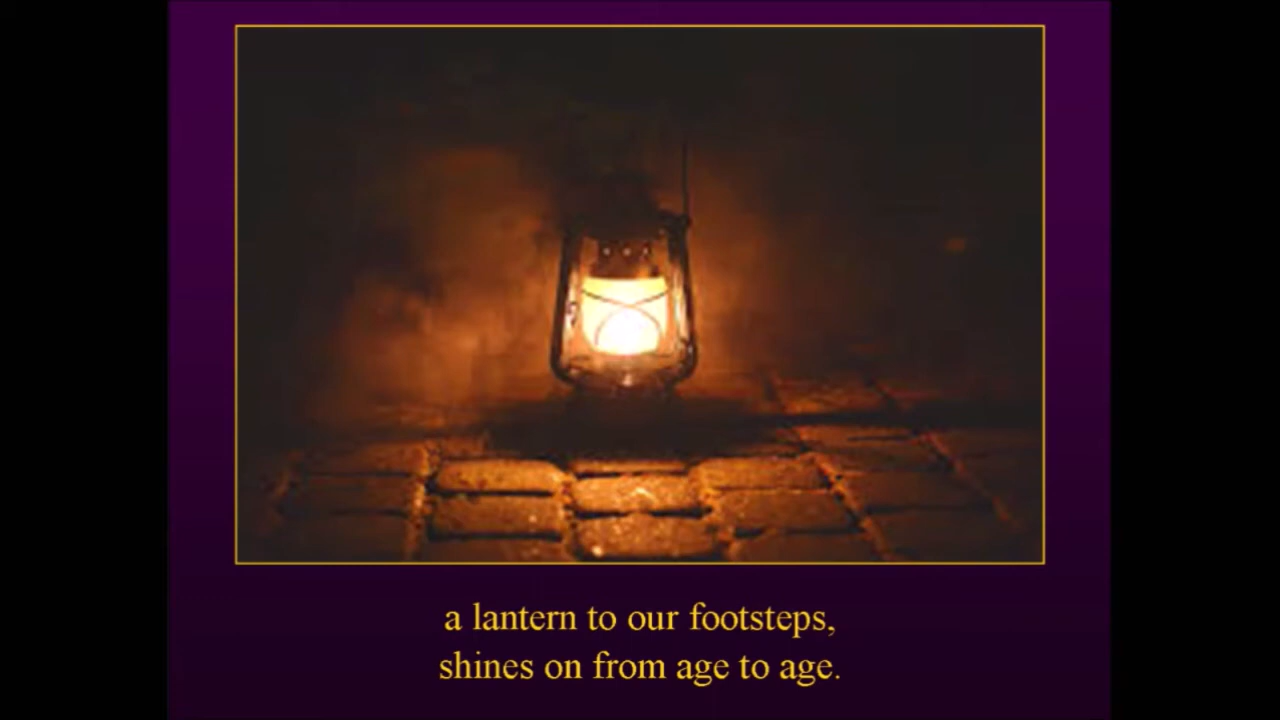 a lantern to our footsteps,
shines on from age to age.